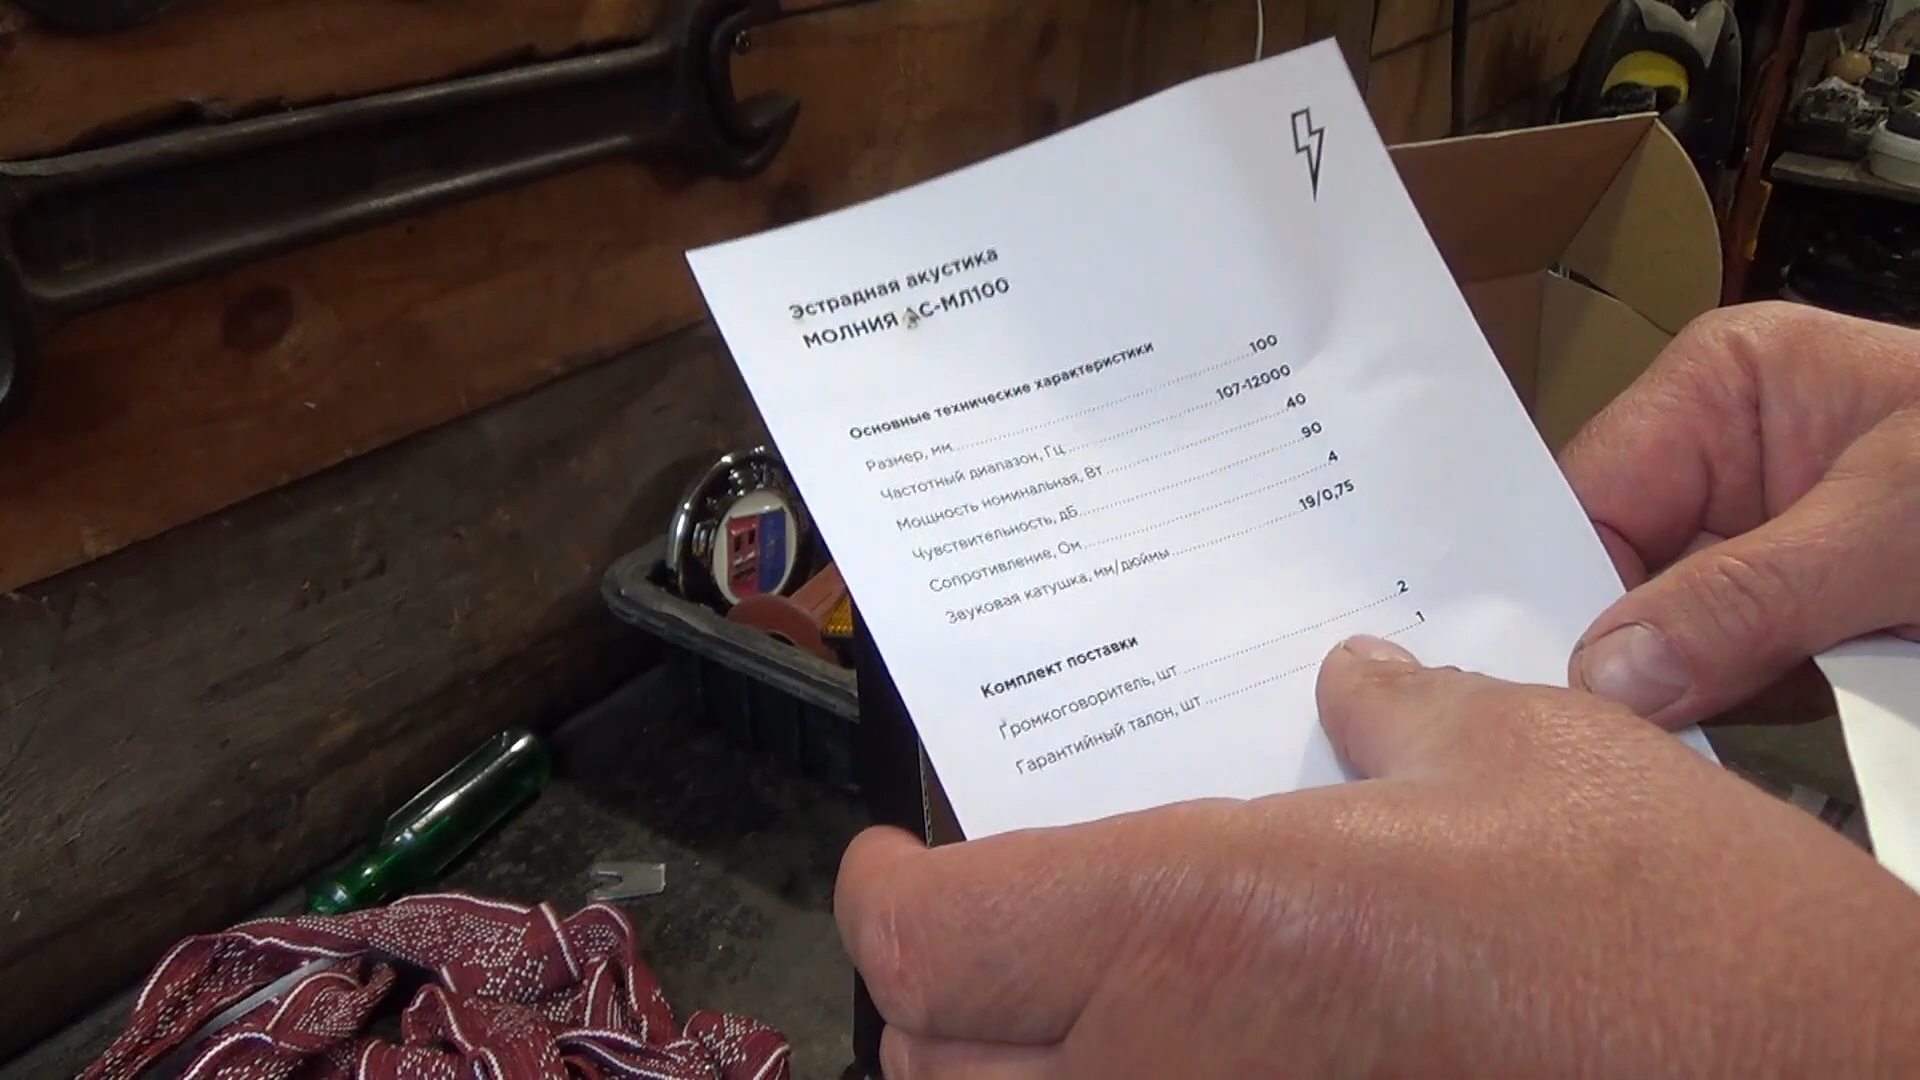 Эстрадная акустика
МОЛНИЯ АС-МЛ100
Основные технические характеристики
Размер, мм....................100
Частотный диапазон, Гц....................107-12000
Мощность номинальная, Вт....................40
Чувствительность, дБ....................90
Сопротивление, Ом....................4
Звуковая катушка, мм/дюймы....................19/0,75
Комплект поставки
Громкоговоритель, шт....................2
Гарантийный талон, шт....................1